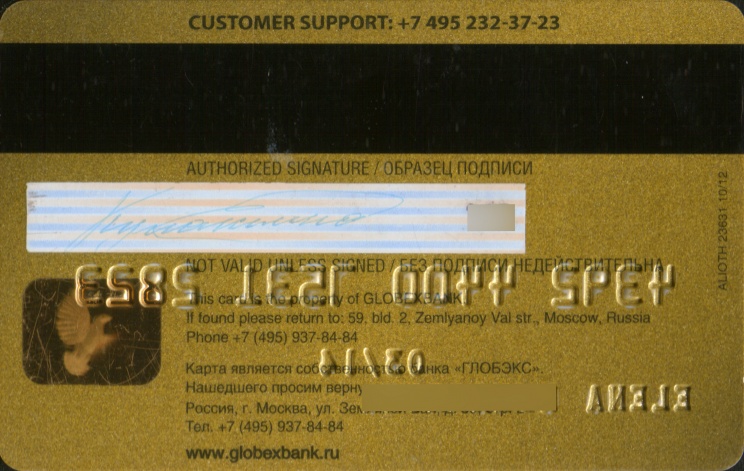 CUSTOMER SUPPORT: +7 495 232-37-23
AUTHORIZED SIGNATURE / ОБРАЗЕЦ ПОДПИСИ
NOT VALID UNLESS SIGNED / БЕЗ ПОДПИСИ НЕДЕЙСТВИТЕЛЬНА
This card is the property of GLOBEXBANK.
If found please return to: 59, bld. 2, Zemlyanoy Val str., Moscow, Russia
Phone +7 (495) 937-84-84
Карта является собственностью банка «ГЛОБЭКС».
Нашедшего просим
Россия, г. Москва, ул.
Тел. +7 (495) 937-84-84
www.globexbank.ru
ELENA
ALIOTH 23631 10/12